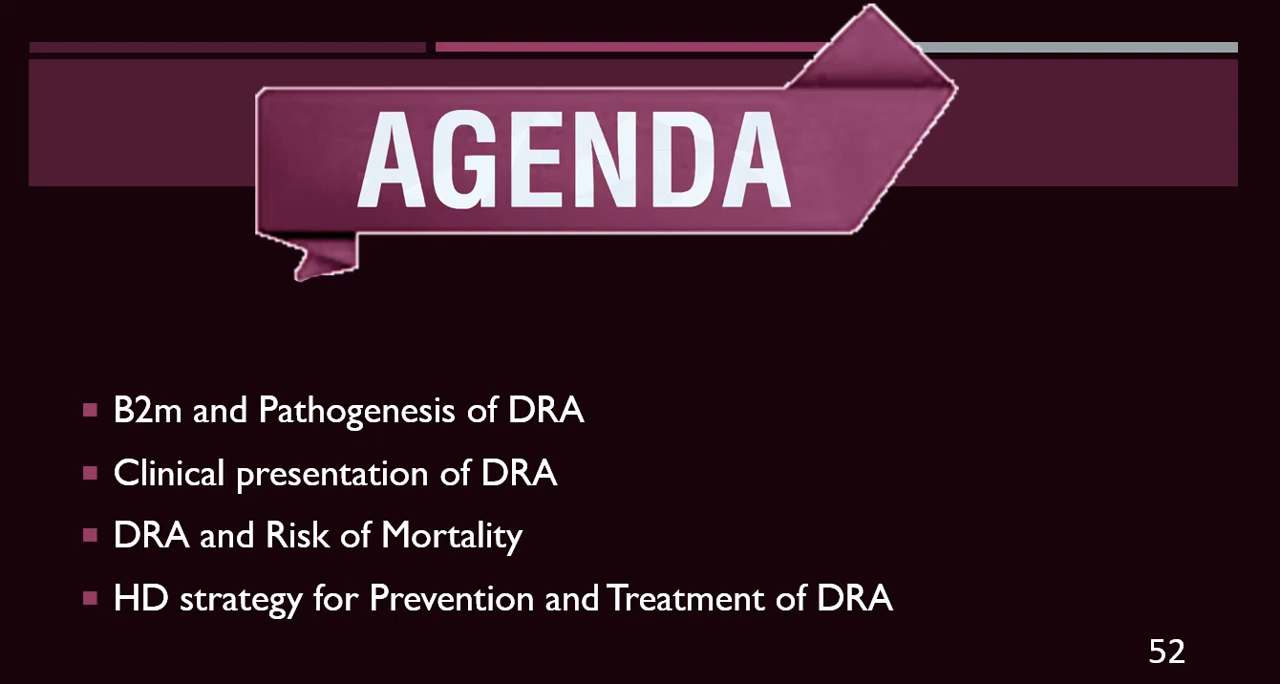 AGENDA
B2m and Pathogenesis of DRA
Clinical presentation of DRA
DRA and Risk of Mortality
HD strategy for Prevention and Treatment of DRA
52